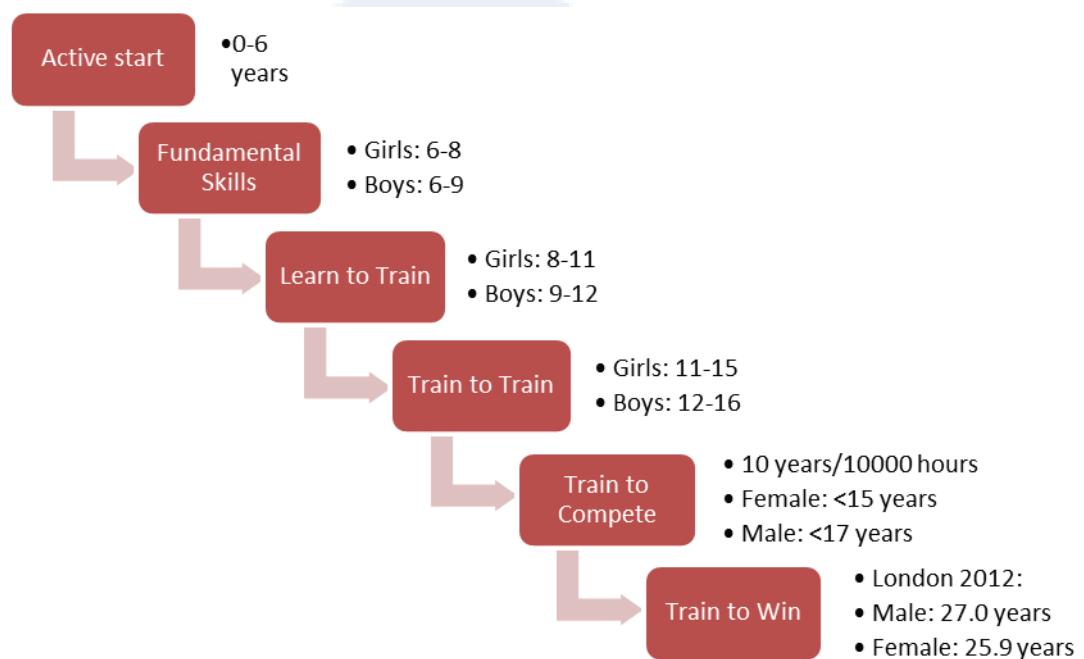 Active start
•0-6
years
Fundamental
Skills
• Girls: 6-8
• Boys: 6-9
Learn to Train
• Girls: 8-11
• Boys: 9-12
Train to Train
• Girls: 11-15
• Boys: 12-16
Train to
Compete
• 10 years/10000 hours
• Female: <15 years
• Male: <17 years
Train to Win
• London 2012:
• Male: 27.0 years
• Female: 25.9 years